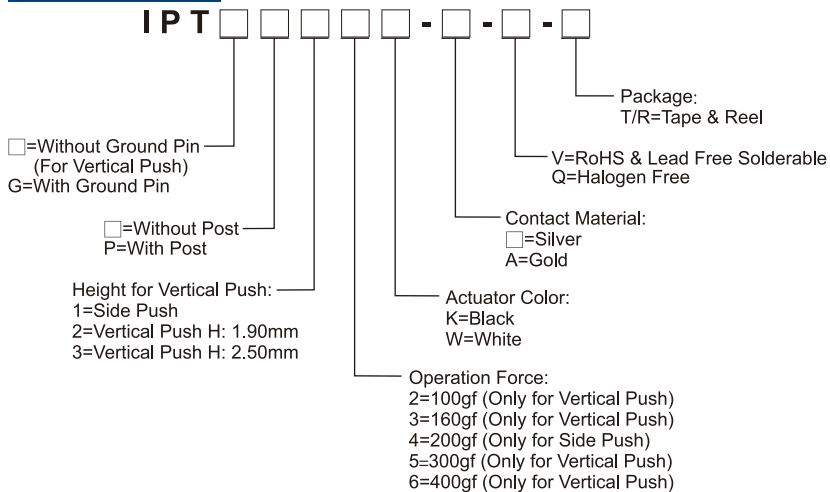 IPT□□□□□-□-□-□
Package:
T/R=Tape & Reel
□=Without Ground Pin
(For Vertical Push)
G=With Ground Pin
V=RoHS & Lead Free Solderable
Q=Halogen Free
□=Without Post
P=With Post
Contact Material:
□=Silver
A=Gold
Height for Vertical Push:
1=Side Push
2=Vertical Push H: 1.90mm
3=Vertical Push H: 2.50mm
Actuator Color:
K=Black
W=White
Operation Force:
2=100gf (Only for Vertical Push)
3=160gf (Only for Vertical Push)
4=200gf (Only for Side Push)
5=300gf (Only for Vertical Push)
6=400gf (Only for Vertical Push)